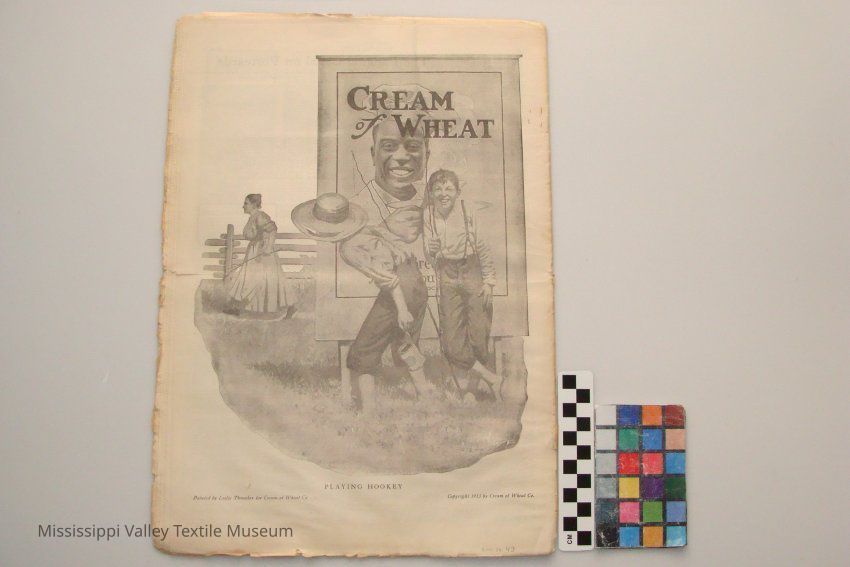 CREAM
of WHEAT
PLAYING HOOKEY
Painted by Leslie Thrasher for Cream of Wheat Co.
Copyright 1913 by Cream of Wheat Co.
Mississippi Valley Textile Museum
CM